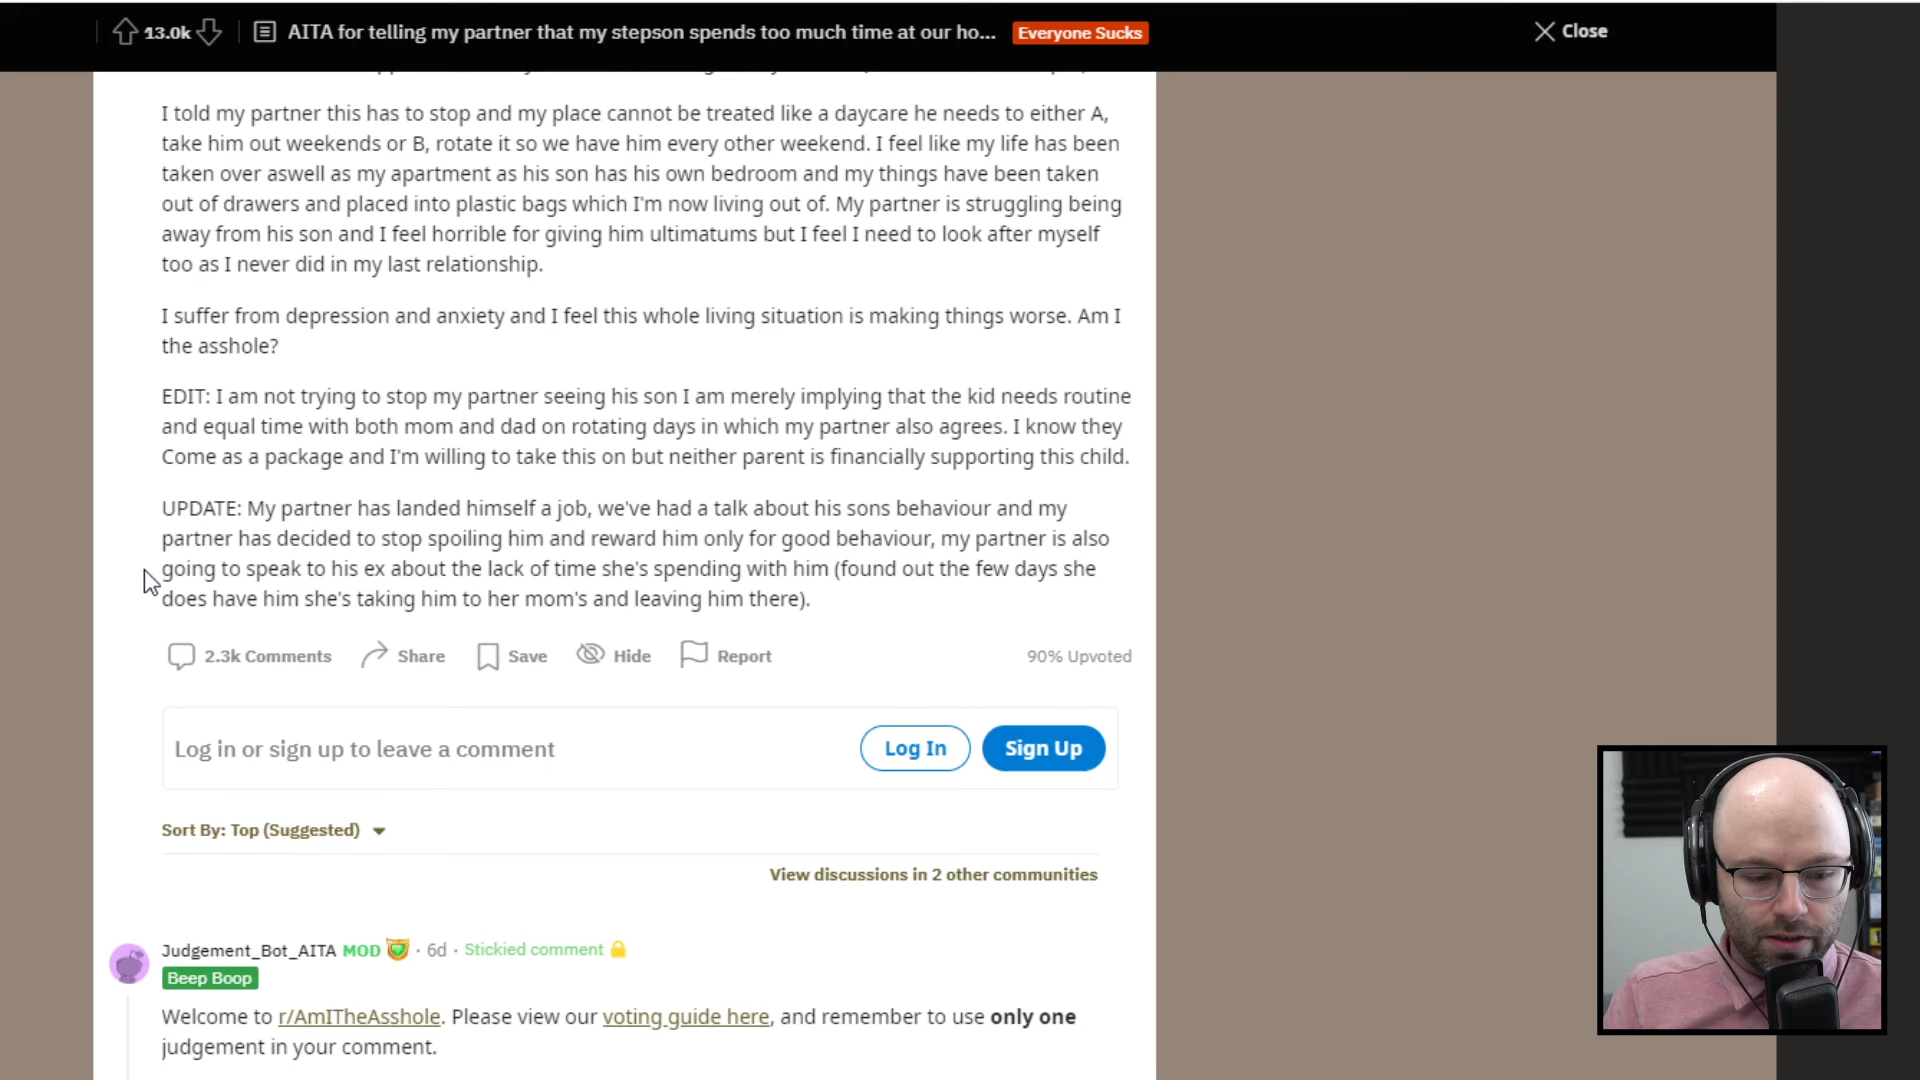 13.0k
AITA for telling my partner that my stepson spends too much time at our ho...
Everyone Sucks
Close
I told my partner this has to stop and my place cannot be treated like a daycare he needs to either A,
take him out weekends or B, rotate it so we have him every other weekend. I feel like my life has been
taken over aswell as my apartment as his son has his own bedroom and my things have been taken
out of drawers and placed into plastic bags which I'm now living out of. My partner is struggling being
away from his son and I feel horrible for giving him ultimatums but I feel I need to look after myself
too as I never did in my last relationship.
I suffer from depression and anxiety and I feel this whole living situation is making things worse. Am I
the asshole?
EDIT: I am not trying to stop my partner seeing his son I am merely implying that the kid needs routine
and equal time with both mom and dad on rotating days in which my partner also agrees. I know they
Come as a package and I'm willing to take this on but neither parent is financially supporting this child.
UPDATE: My partner has landed himself a job, we've had a talk about his sons behaviour and my
partner has decided to stop spoiling him and reward him only for good behaviour, my partner is also
going to speak to his ex about the lack of time she's spending with him (found out the few days she
does have him she's taking him to her mom's and leaving him there).
2.3k Comments
Share
Save
Hide
Report
90% Upvoted
Log in or sign up to leave a comment
Log In
Sign Up
Sort By: Top (Suggested)
View discussions in 2 other communities
Judgement_Bot_AITA MOD · 6d · Stickied comment
Beep Boop
Welcome to r/AmITheAsshole. Please view our voting guide here, and remember to use only one
judgement in your comment.